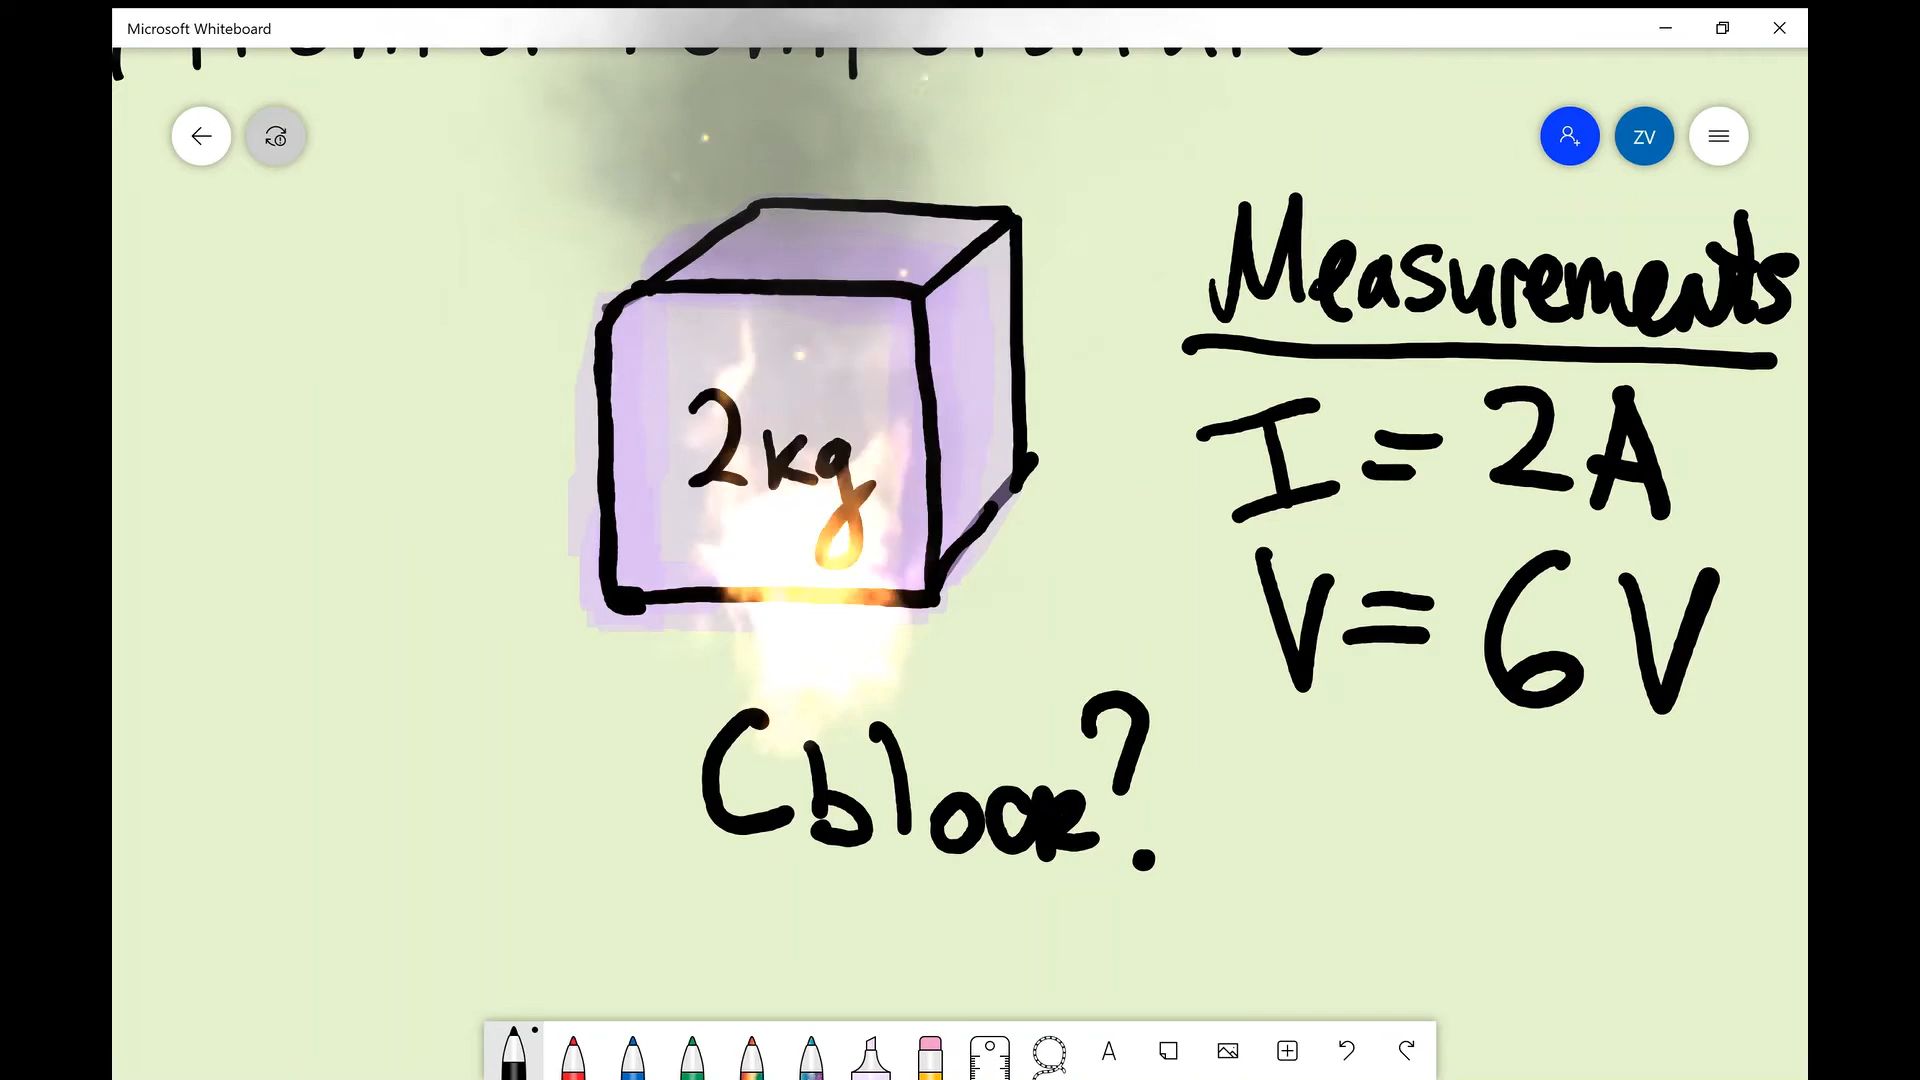 Microsoft Whiteboard
ZV
Measurements
2kg
I = 2A
V = 6V
Cblock?
A